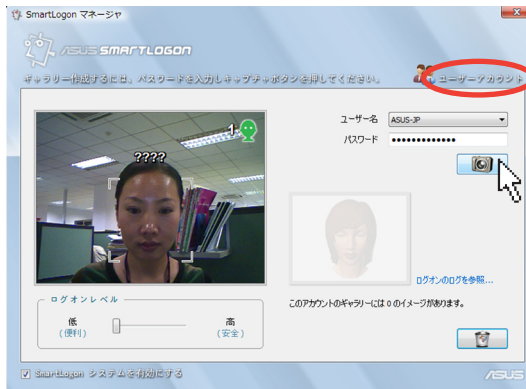 SmartLogon マネージャ
ASUS SMARTLOGON
ギャラリー作成するには、パスワードを入力しキャプチャボタンを押してください。
ユーザーアカウント
ユーザー名 ASUS-JP
パスワード •••••••••••••
1
????
ログオンのログを参照...
このアカウントのギャラリーには 0 のイメージがあります。
ログオンレベル
低 高
(便利) (安全)
SmartLogon システムを有効にする
ASUS